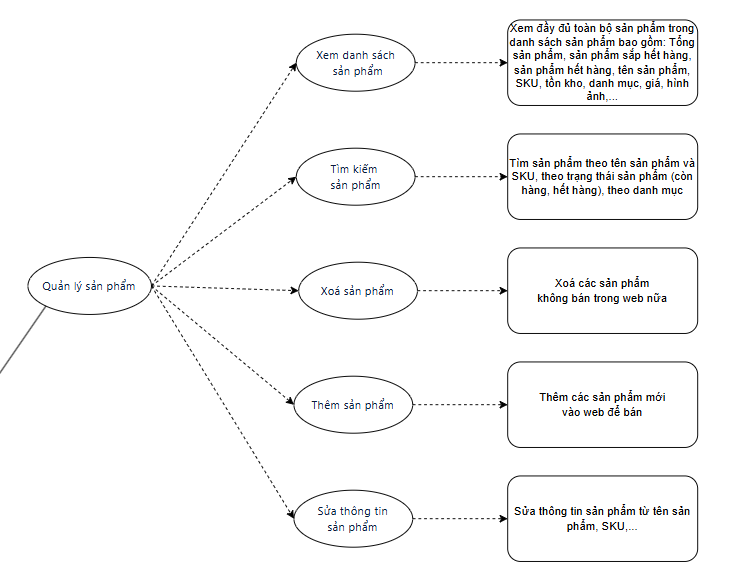 Xem danh sách
sản phẩm
Xem đầy đủ toàn bộ sản phẩm trong
danh sách sản phẩm bao gồm: Tổng
sản phẩm, sản phẩm sắp hết hàng,
sản phẩm hết hàng, tên sản phẩm,
SKU, tồn kho, danh mục, giá, hình
ảnh,...
Tìm kiếm
sản phẩm
Tìm sản phẩm theo tên sản phẩm và
SKU, theo trạng thái sản phẩm (còn
hàng, hết hàng), theo danh mục
Quản lý sản phẩm
Xoá sản phẩm
Xoá các sản phẩm
không bán trong web nữa
Thêm sản phẩm
Thêm các sản phẩm mới
vào web để bán
Sửa thông tin
sản phẩm
Sửa thông tin sản phẩm từ tên sản
phẩm, SKU,...